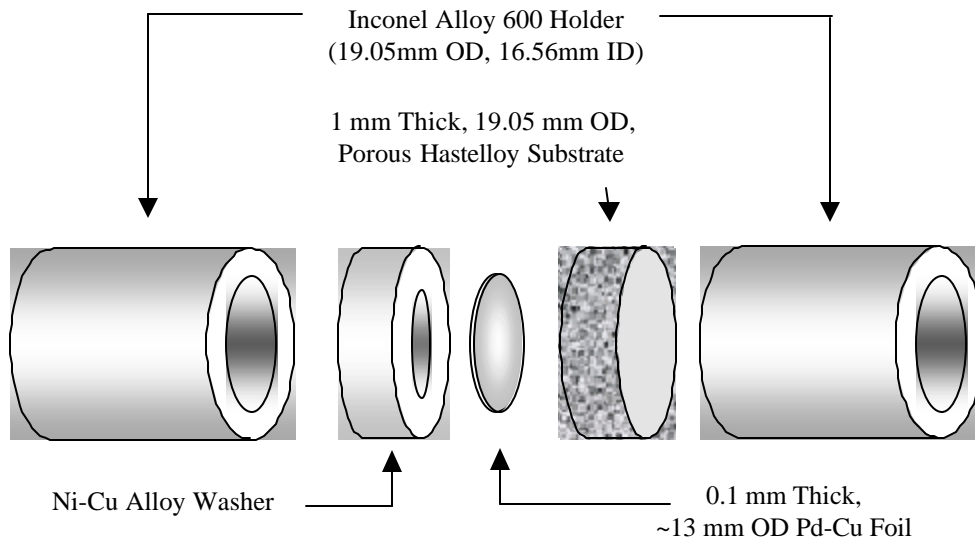 Inconel Alloy 600 Holder
(19.05mm OD, 16.56mm ID)
1 mm Thick, 19.05 mm OD,
Porous Hastelloy Substrate
Ni-Cu Alloy Washer
0.1 mm Thick,
~13 mm OD Pd-Cu Foil